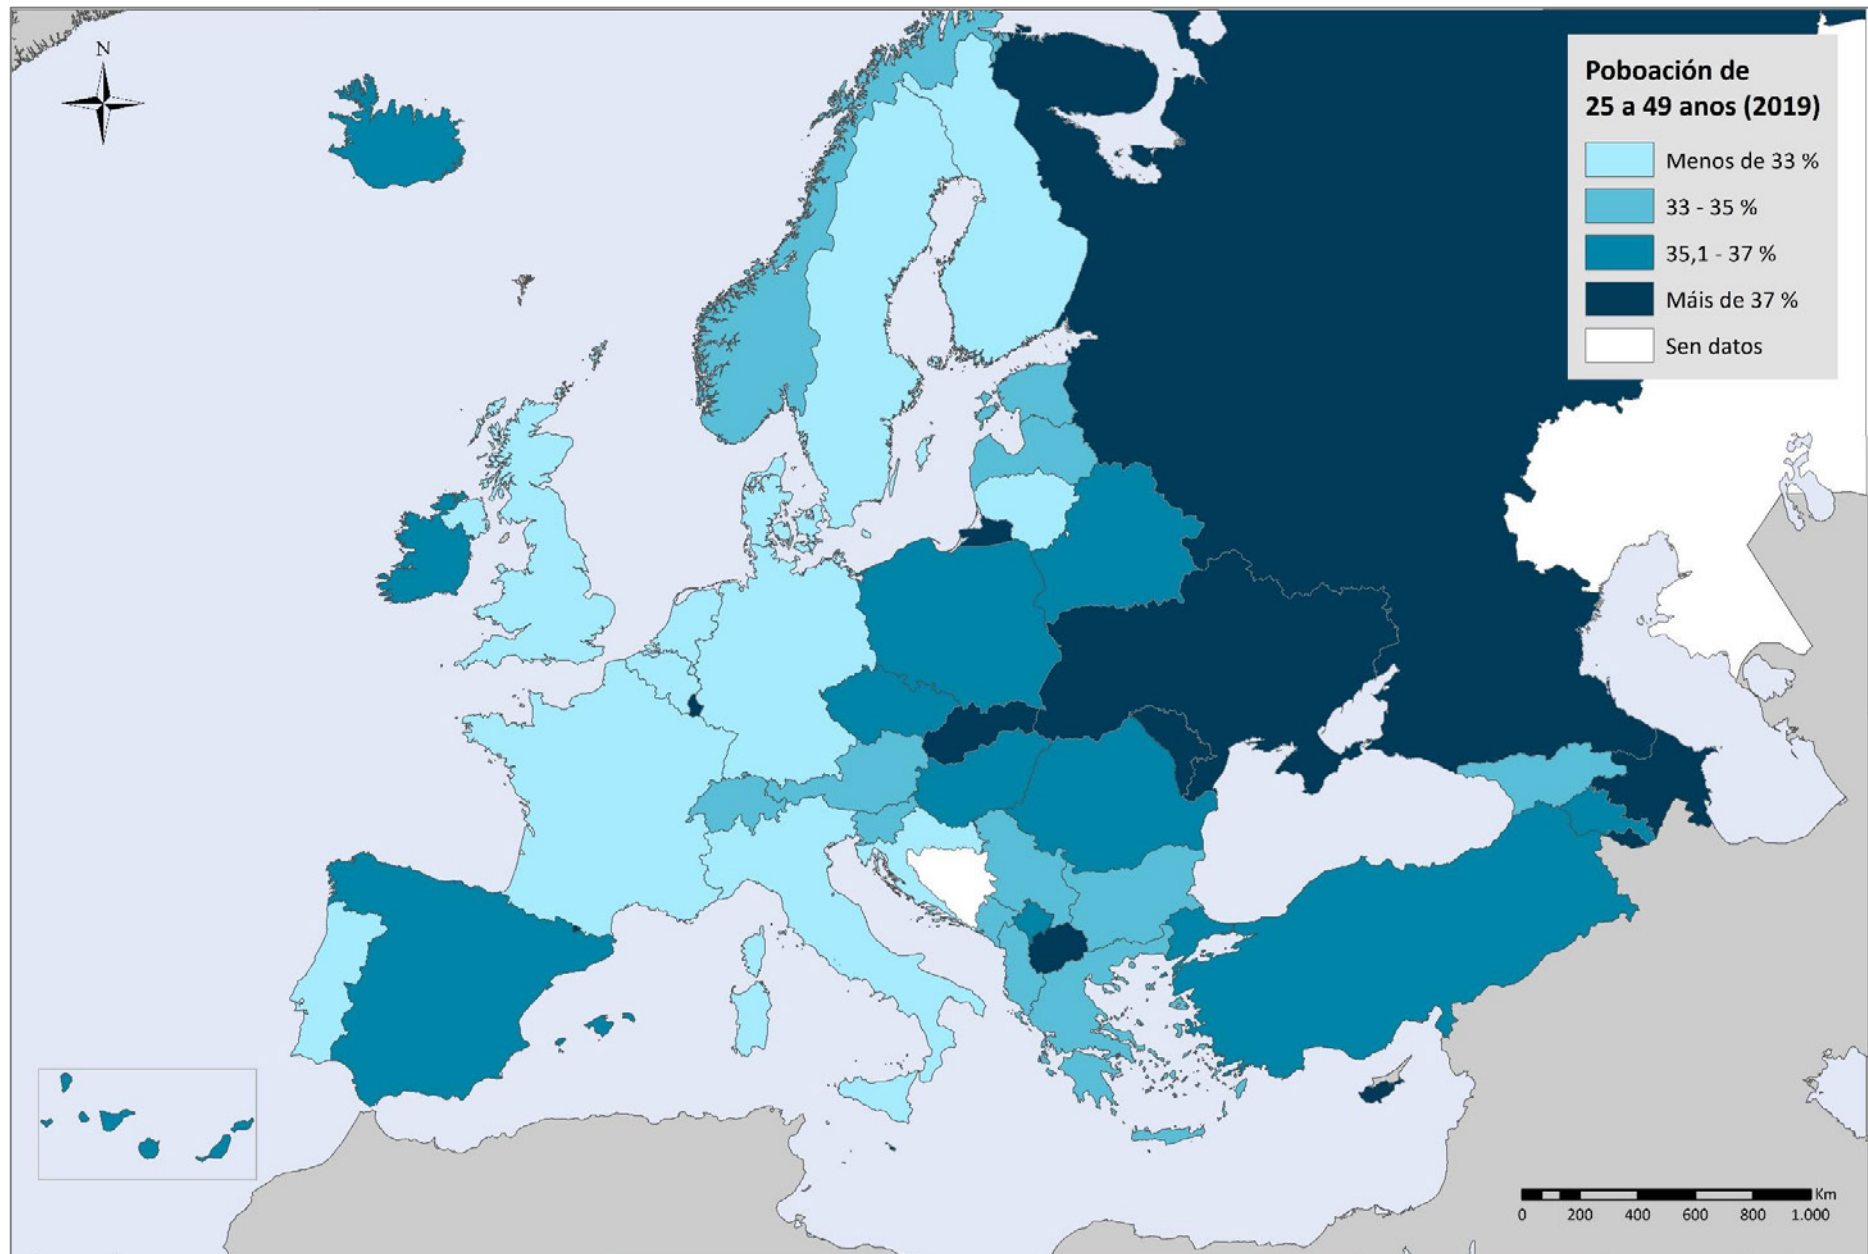 N
Poboación de
25 a 49 anos (2019)
Menos de 33 %
33 - 35 %
35,1 - 37 %
Máis de 37 %
Sen datos
Km
0 200 400 600 800 1.000